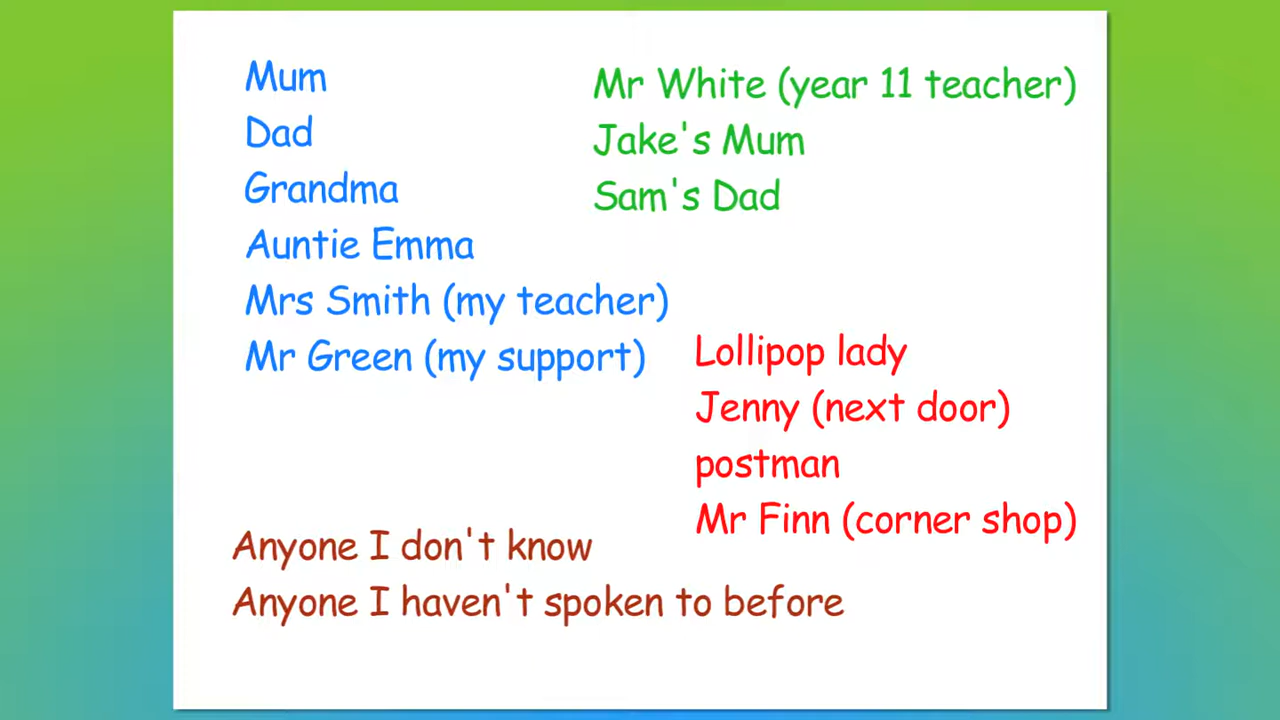 Mum
Dad
Grandma
Auntie Emma
Mrs Smith (my teacher)
Mr Green (my support)
Mr White (year 11 teacher)
Jake's Mum
Sam's Dad
Lollipop lady
Jenny (next door)
postman
Mr Finn (corner shop)
Anyone I don't know
Anyone I haven't spoken to before